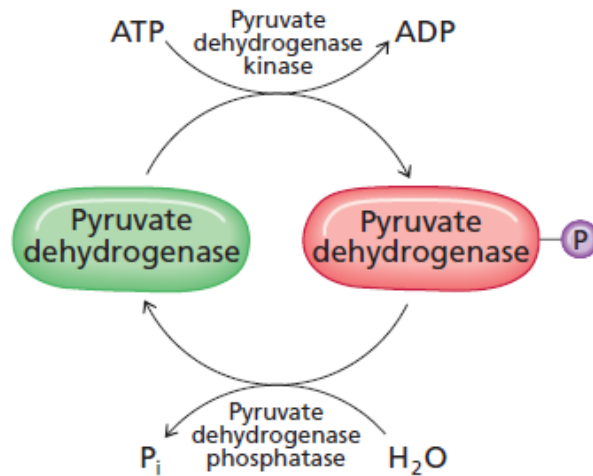 ATP
Pyruvate
dehydrogenase
kinase
ADP
Pyruvate
dehydrogenase
Pyruvate
dehydrogenase
P
Pi
Pyruvate
dehydrogenase
phosphatase
H₂O